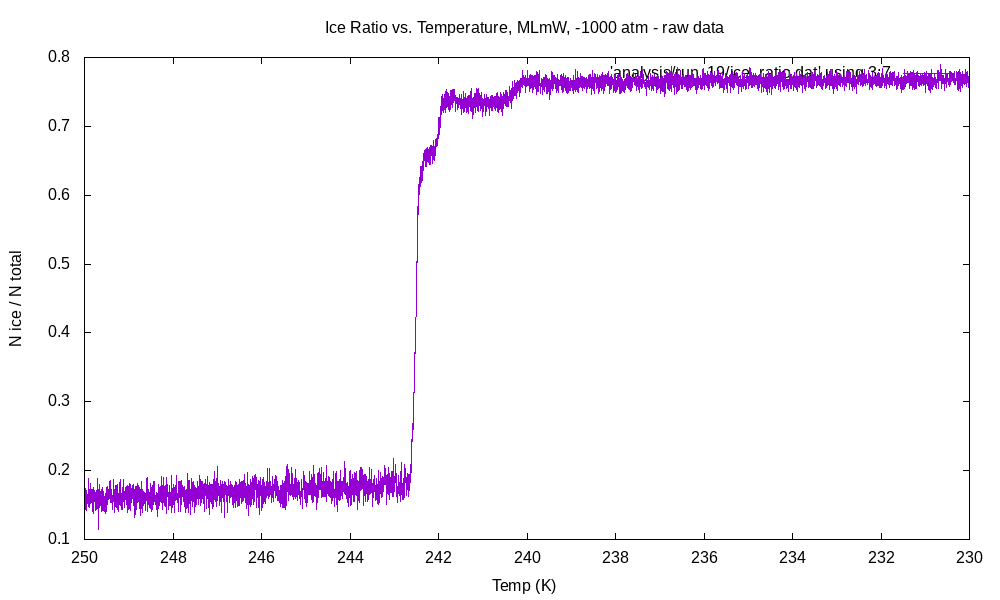 Ice Ratio vs. Temperature, MLmW, -1000 atm - raw data
0.8
'analysis/run_19/ice_ratio.dat' using 3:7
0.7
0.6
0.5
0.4
0.3
0.2
0.1
N ice / N total
250 248 246 244 242 240 238 236 234 232 230
Temp (K)